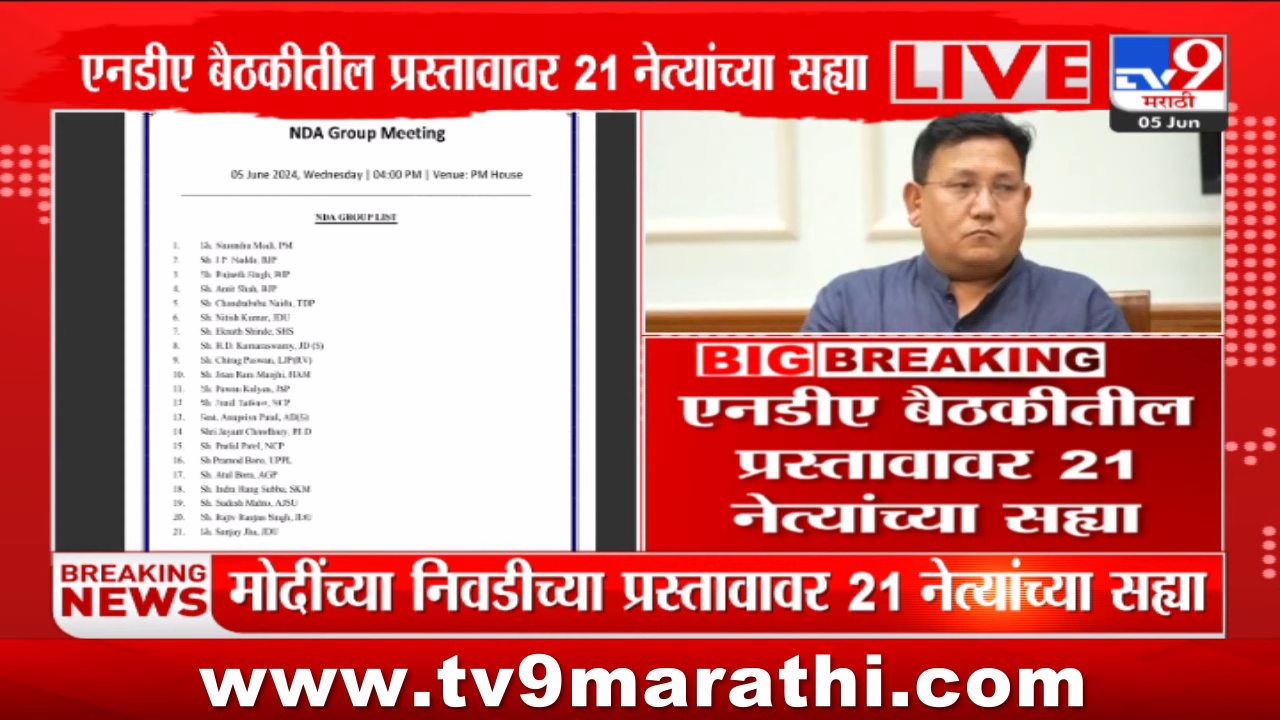 एनडीए बैठकीतील प्रस्तावावर 21 नेत्यांच्या सह्या
LIVE
TV9
मराठी
05 Jun
NDA Group Meeting
05 June 2024, Wednesday | 04:00 PM | Venue: PM House
NDA GROUP LIST
1. Sh. Narendra Modi, PM
2. Sh. J.P. Nadda, BJP
3. Sh. Rajnath Singh, BJP
4. Sh. Amit Shah, BJP
5. Sh. Chandrababu Naidu, TDP
6. Sh. Nitish Kumar, JDU
7. Sh. Eknath Shinde, SHS
8. Sh. H.D. Kumaraswamy, JD (S)
9. Sh. Chirag Paswan, LJP(RV)
10. Sh. Jitan Ram Manjhi, HAM
11. Sh. Pawan Kalyan, JSP
12. Sh. Sunil Tatkare, NCP
13. Smt. Anupriya Patel, AD(S)
14. Shri Jayant Chaudhary, RLD
15. Sh. Praful Patel, NCP
16. Sh Pramod Boro, UPPL
17. Sh. Atul Bora, AGP
18. Sh. Indra Hang Subba, SKM
19. Sh. Sudesh Mahto, AJSU
20. Sh. Rajiv Ranjan Singh, JDU
21. Sh. Sanjay Jha, JDU
BIG BREAKING
एनडीए बैठकीतील
प्रस्तावावर 21
नेत्यांच्या सह्या
BREAKING
NEWS
मोदींच्या निवडीच्या प्रस्तावावर 21 नेत्यांच्या सह्या
www.tv9marathi.com